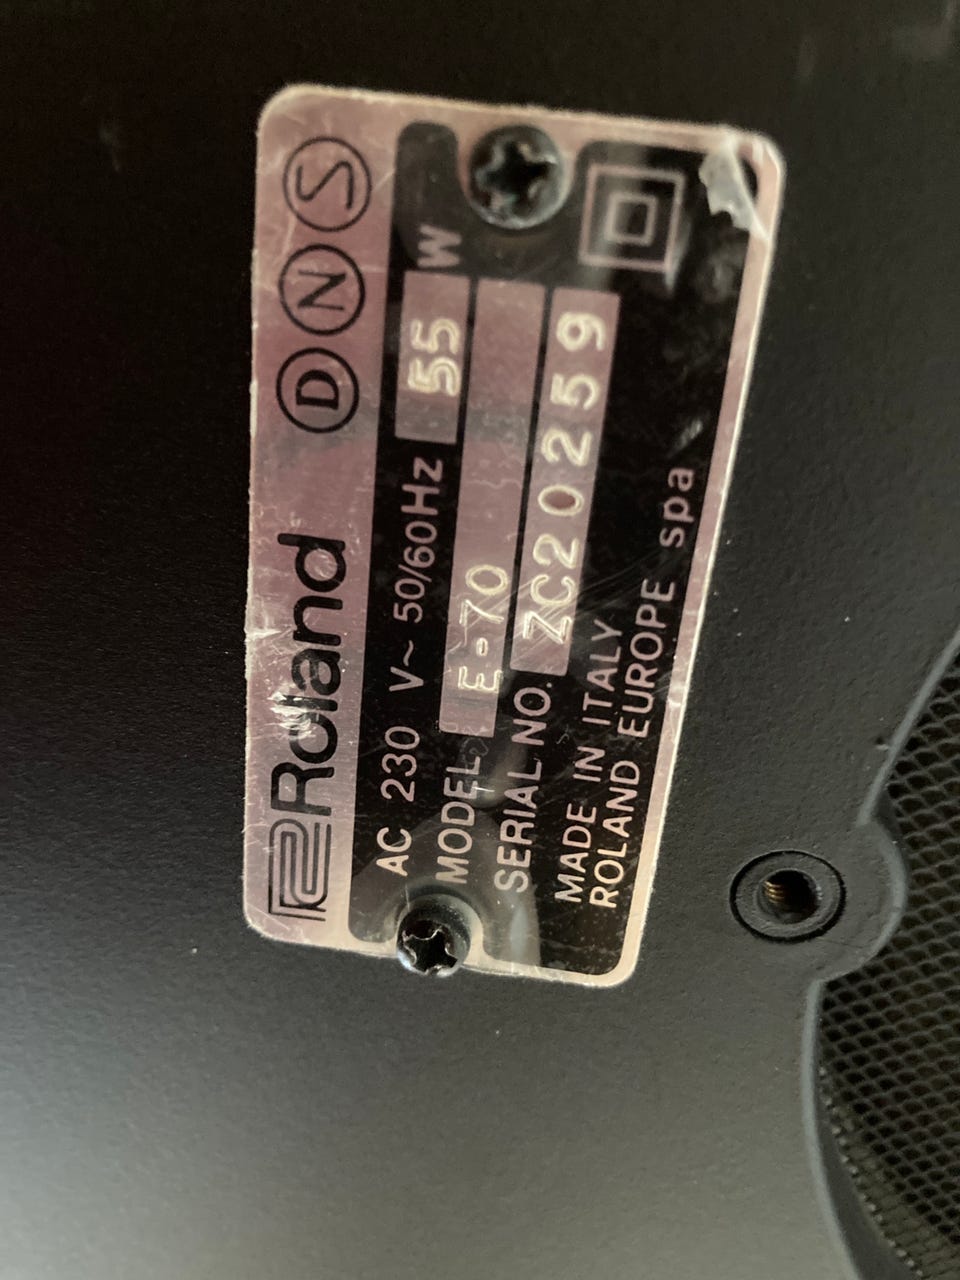 Roland D N S
AC 230 V~ 50/60Hz 55 W
MODEL E-70
SERIAL NO. ZC20259
MADE IN ITALY
ROLAND EUROPE spa